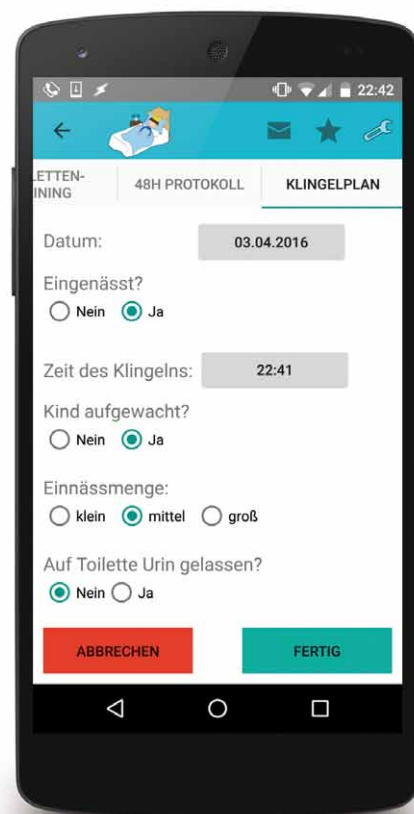 22:42
LETTEN-
INING
48H PROTOKOLL
KLINGELPLAN
Datum:
03.04.2016
Eingenässt?
Nein Ja
Zeit des Klingelns:
22:41
Kind aufgewacht?
Nein Ja
Einnässmenge:
klein mittel groß
Auf Toilette Urin gelassen?
Nein Ja
ABBRECHEN
FERTIG